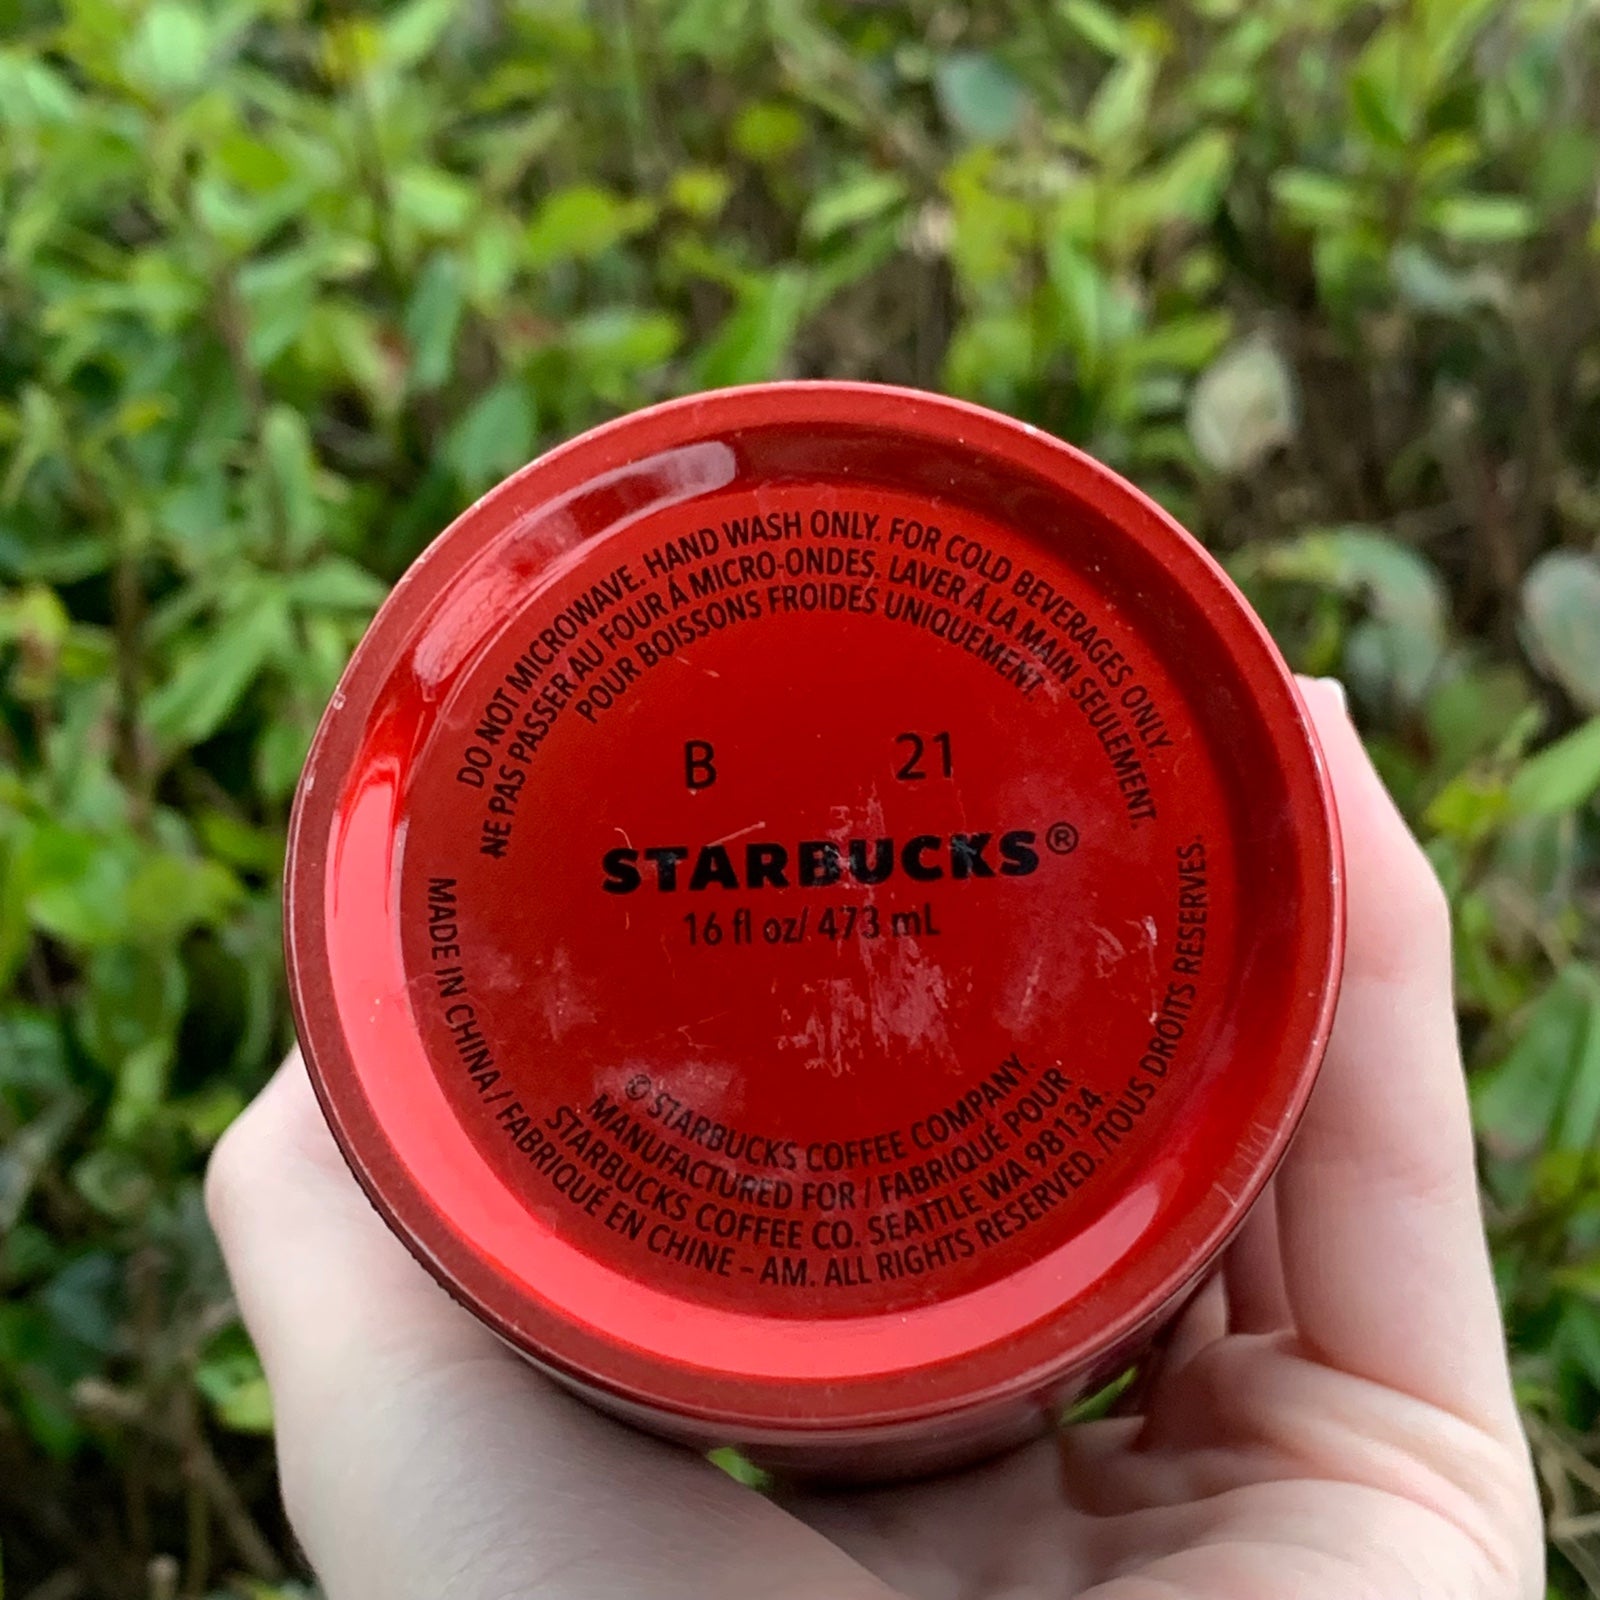 DO NOT MICROWAVE. HAND WASH ONLY. FOR COLD BEVERAGES ONLY.
NE PAS PASSER AU FOUR Á MICRO-ONDES. LAVER Á LA MAIN SEULEMENT.
POUR BOISSONS FROIDES UNIQUEMENT.
B 21
STARBUCKS®
16 fl oz/ 473 mL
© STARBUCKS COFFEE COMPANY.
MANUFACTURED FOR / FABRIQUÉ POUR
STARBUCKS COFFEE CO. SEATTLE WA 98134.
MADE IN CHINA / FABRIQUÉ EN CHINE – AM. ALL RIGHTS RESERVED. /TOUS DROITS RESERVES.